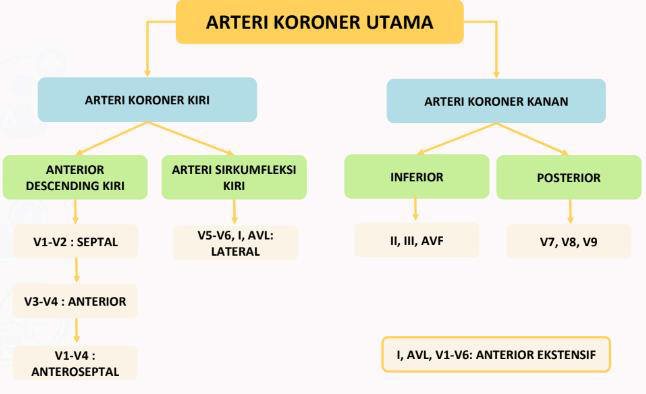 ARTERI KORONER UTAMA
ARTERI KORONER KIRI
ARTERI KORONER KANAN
ANTERIOR
DESCENDING KIRI
ARTERI SIRKUMFLEKSI
KIRI
INFERIOR
POSTERIOR
V1-V2 : SEPTAL
V5-V6, I, AVL:
LATERAL
II, III, AVF
V7, V8, V9
V3-V4 : ANTERIOR
V1-V4 :
ANTEROSEPTAL
I, AVL, V1-V6: ANTERIOR EKSTENSIF